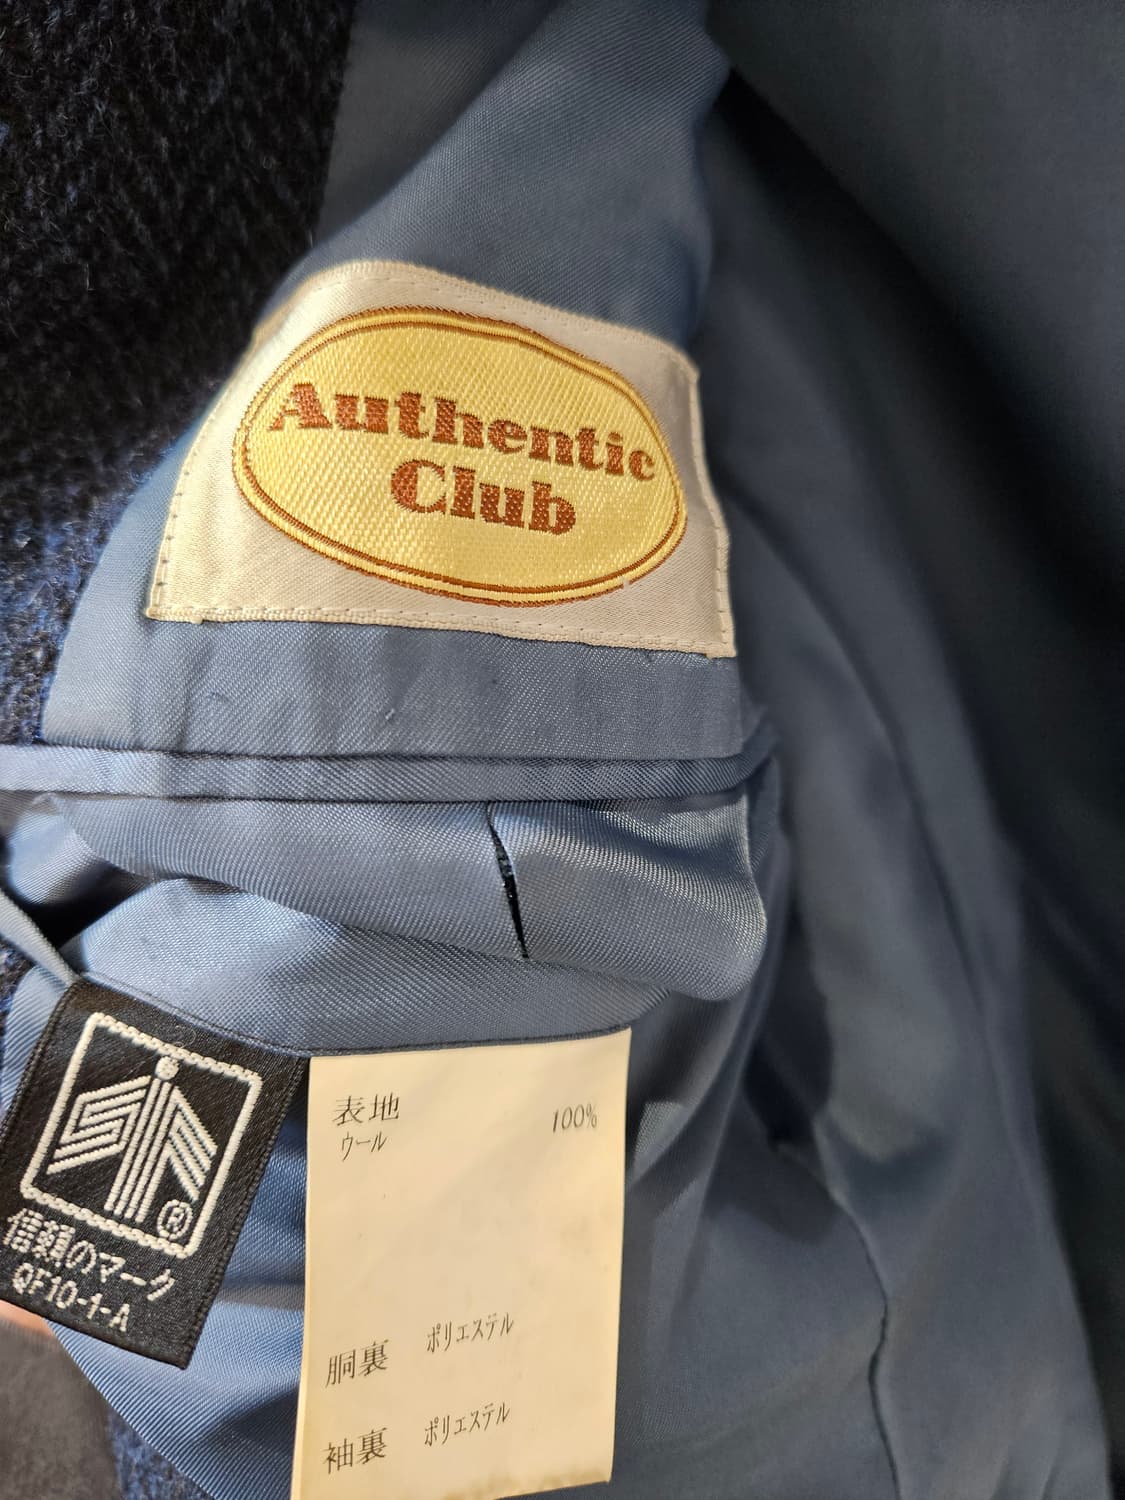 Authentic
Club
®
信頼のマーク
QF10-1-A
表地
ウール 100%
胴裏 ポリエステル
袖裏 ポリエステル